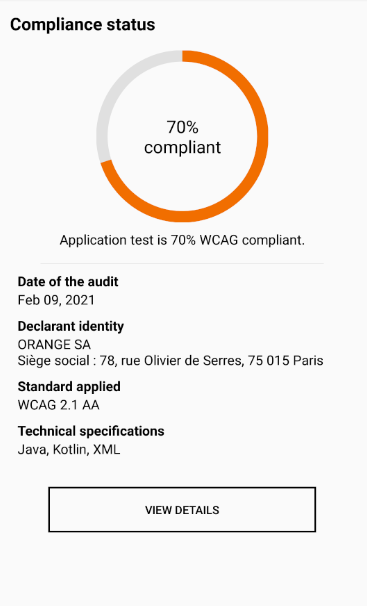 Compliance status
70%
compliant
Application test is 70% WCAG compliant.
Date of the audit
Feb 09, 2021
Declarant identity
ORANGE SA
Siège social : 78, rue Olivier de Serres, 75 015 Paris
Standard applied
WCAG 2.1 AA
Technical specifications
Java, Kotlin, XML
VIEW DETAILS